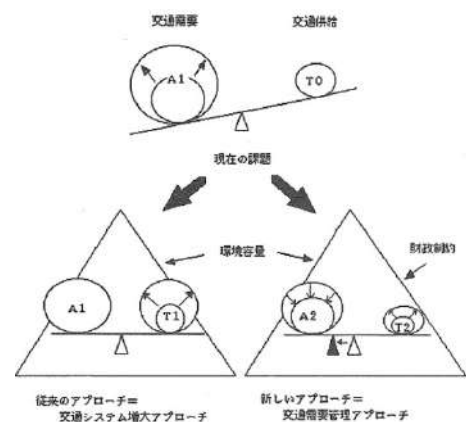 交通需要
交通供給
A1
T0
現在の課題
環境容量
財政制約
A1
T1
A2
T2
従来のアプローチ＝
交通システム増大アプローチ
新しいアプローチ＝
交通需要管理アプローチ